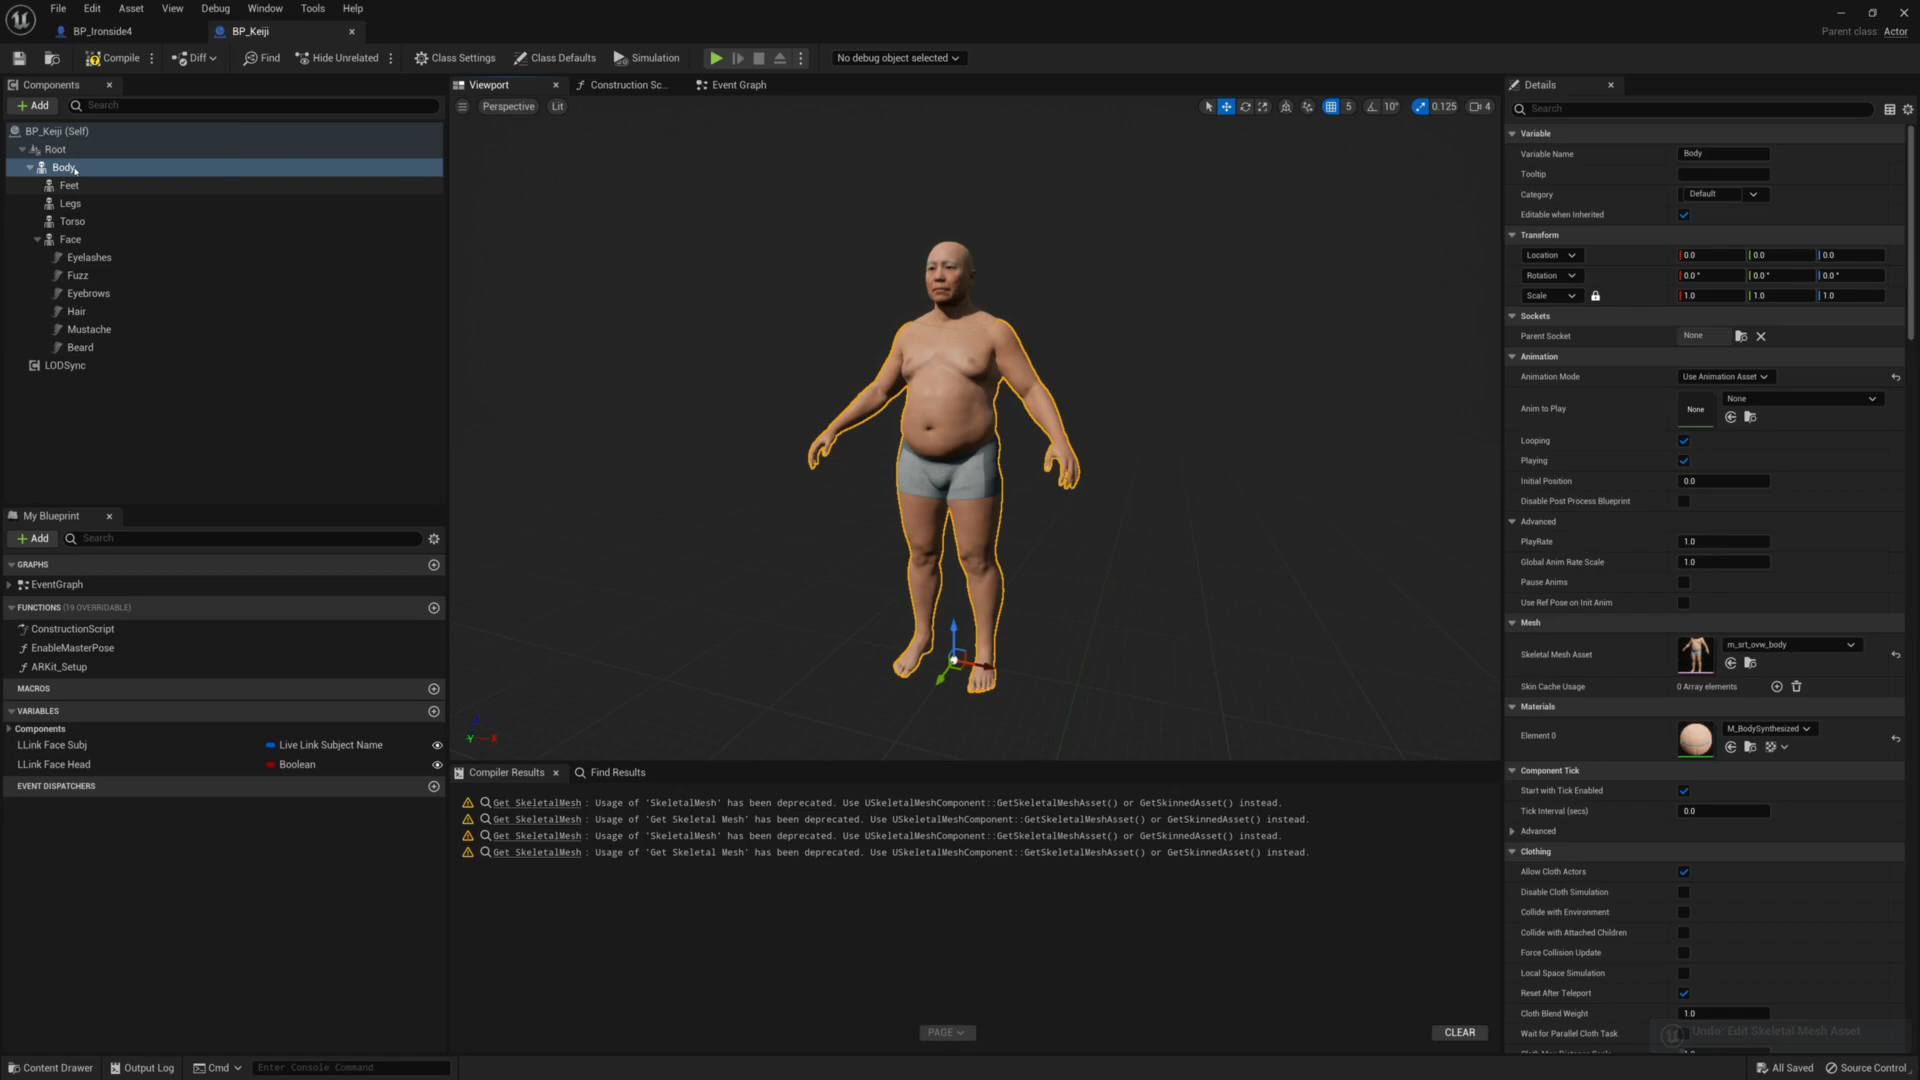 File Edit Asset View Debug Window Tools Help
BP_Ironside4 BP_Keiji
Parent class: Actor
Compile Diff Find Hide Unrelated Class Settings Class Defaults Simulation No debug object selected
Components
Add Search
BP_Keiji (Self)
Root
Body
Feet
Legs
Torso
Face
Eyelashes
Fuzz
Eyebrows
Hair
Mustache
Beard
LODSync
My Blueprint
Add Search
GRAPHS
EventGraph
FUNCTIONS (19 OVERRIDABLE)
ConstructionScript
EnableMasterPose
ARKit_Setup
MACROS
VARIABLES
Components
LLink Face Subj Live Link Subject Name
LLink Face Head Boolean
EVENT DISPATCHERS
Viewport Construction Sc... Event Graph
Perspective Lit 5 10° 0.125 4
Z
Y X
Compiler Results Find Results
Get SkeletalMesh : Usage of 'SkeletalMesh' has been deprecated. Use USkeletalMeshComponent::GetSkeletalMeshAsset() or GetSkinnedAsset() instead.
Get SkeletalMesh : Usage of 'Get Skeletal Mesh' has been deprecated. Use USkeletalMeshComponent::GetSkeletalMeshAsset() or GetSkinnedAsset() instead.
Get SkeletalMesh : Usage of 'SkeletalMesh' has been deprecated. Use USkeletalMeshComponent::GetSkeletalMeshAsset() or GetSkinnedAsset() instead.
Get SkeletalMesh : Usage of 'Get Skeletal Mesh' has been deprecated. Use USkeletalMeshComponent::GetSkeletalMeshAsset() or GetSkinnedAsset() instead.
PAGE CLEAR
Details
Search
Variable
Variable Name Body
Tooltip
Category Default
Editable when Inherited
Transform
Location 0.0 0.0 0.0
Rotation 0.0 ° 0.0 ° 0.0 °
Scale 1.0 1.0 1.0
Sockets
Parent Socket None
Animation
Animation Mode Use Animation Asset
Anim to Play None None
Looping
Playing
Initial Position 0.0
Disable Post Process Blueprint
Advanced
PlayRate 1.0
Global Anim Rate Scale 1.0
Pause Anims
Use Ref Pose on Init Anim
Mesh
Skeletal Mesh Asset m_srt_ovw_body
Skin Cache Usage 0 Array elements
Materials
Element 0 M_BodySynthesized
Component Tick
Start with Tick Enabled
Tick Interval (secs) 0.0
Advanced
Clothing
Allow Cloth Actors
Disable Cloth Simulation
Collide with Environment
Collide with Attached Children
Force Collision Update
Local Space Simulation
Reset After Teleport
Cloth Blend Weight 1.0
Wait for Parallel Cloth Task
Undo: Edit Skeletal Mesh Asset
Cloth Max Distance Scale
Content Drawer Output Log Cmd Enter Console Command All Saved Source Control